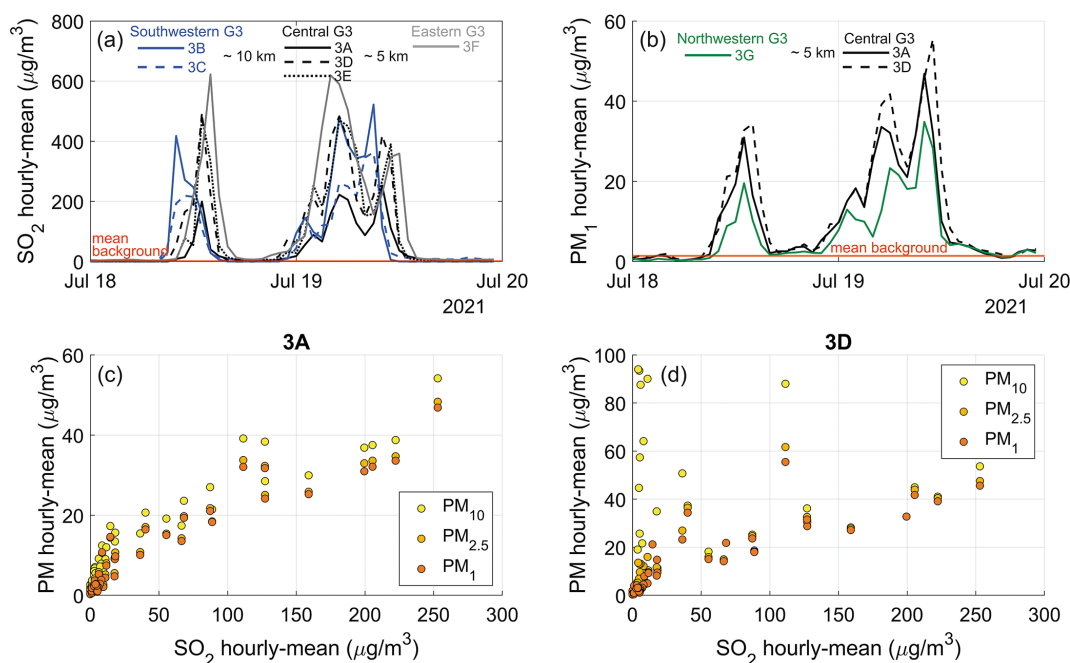 (a)
Southwestern G3
3B
3C
~ 10 km
Central G3
3A
3D
3E
~ 5 km
Eastern G3
3F
SO2 hourly-mean (μg/m3)
800
600
400
200
0
mean
background
Jul 18
Jul 19
Jul 20
2021
(b)
Northwestern G3
3G
~ 5 km
Central G3
3A
3D
PM1 hourly-mean (μg/m3)
60
40
20
0
mean background
Jul 18
Jul 19
Jul 20
2021
3A
(c)
PM hourly-mean (μg/m3)
60
40
20
0
PM10
PM2.5
PM1
0 50 100 150 200 250 300
SO2 hourly-mean (μg/m3)
3D
(d)
PM hourly-mean (μg/m3)
100
80
60
40
20
0
PM10
PM2.5
PM1
0 50 100 150 200 250 300
SO2 hourly-mean (μg/m3)